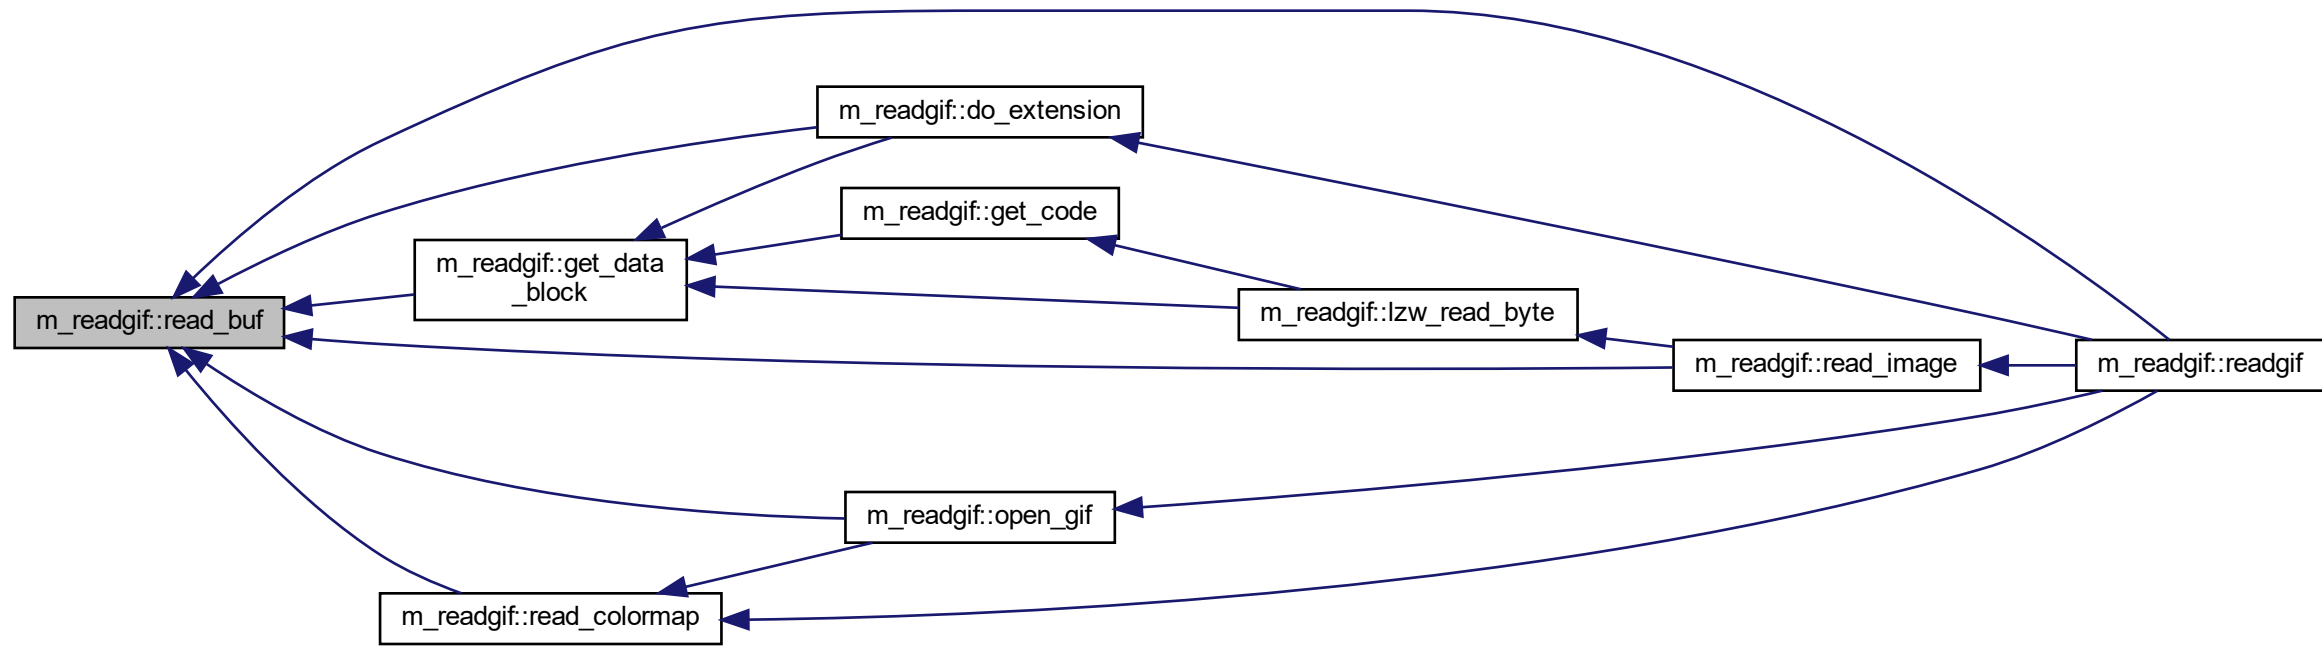 m_readgif::do_extension
m_readgif::get_code
m_readgif::get_data
_block
m_readgif::read_buf
m_readgif::lzw_read_byte
m_readgif::read_image
m_readgif::readgif
m_readgif::open_gif
m_readgif::read_colormap